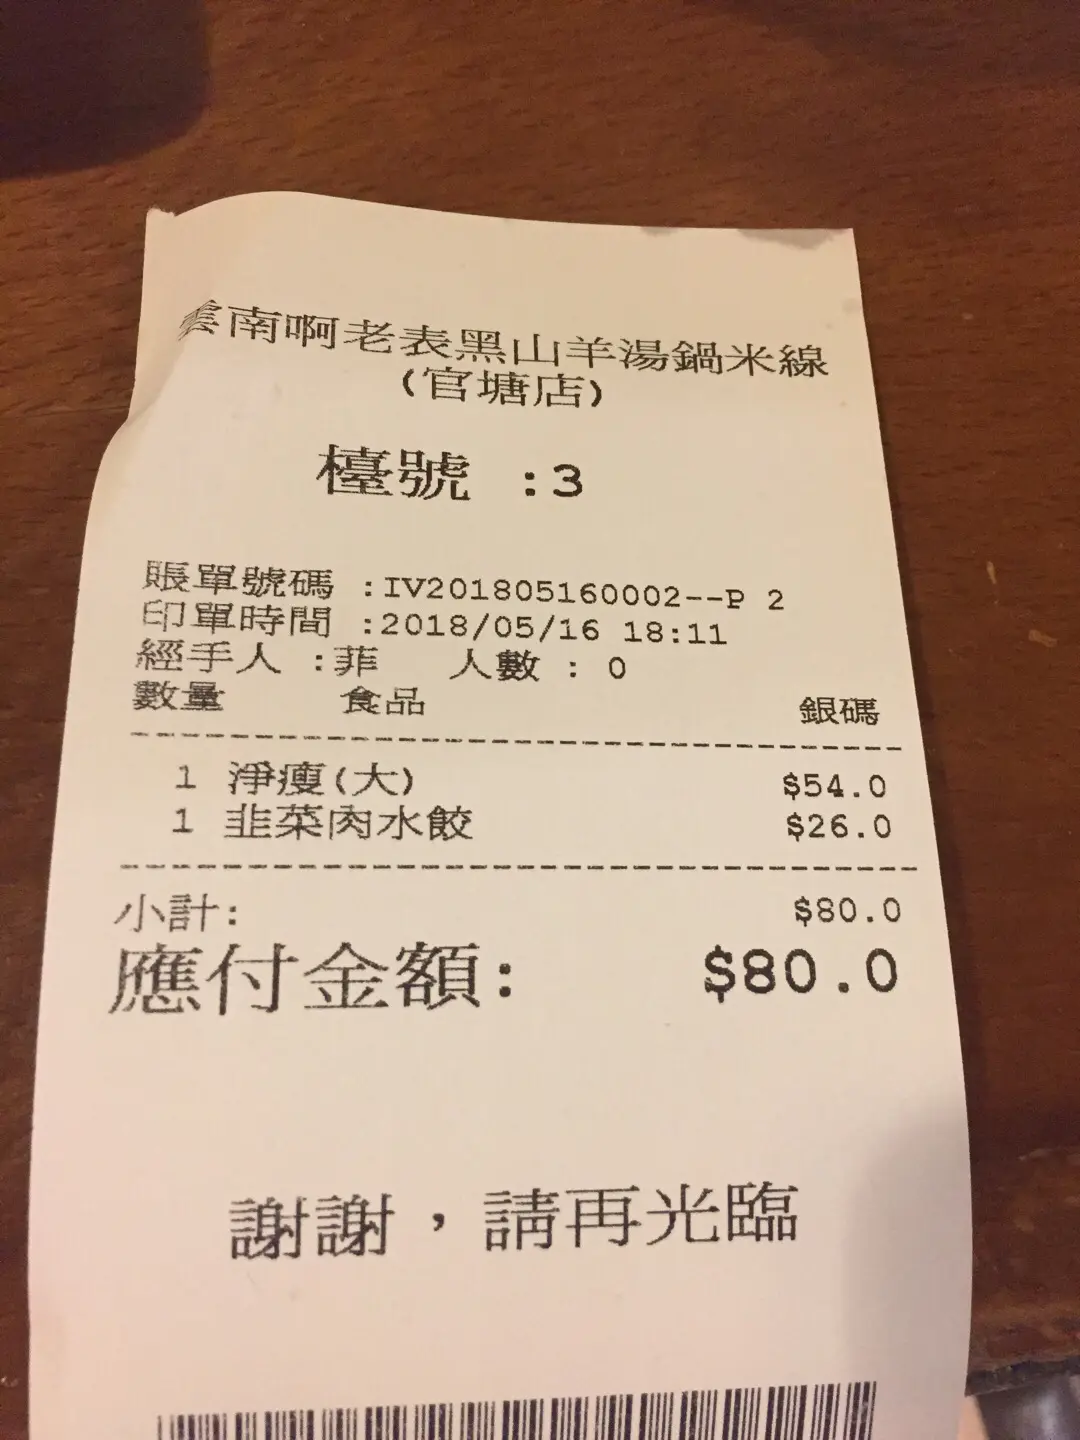 雲南啊老表黑山羊湯鍋米線
(官塘店)
檯號 :3
賬單號碼 :IV201805160002--P 2
印單時間 :2018/05/16 18:11
經手人 :菲 人數 : 0
數量 食品 銀碼
1 淨瘦(大) $54.0
1 韭菜肉水餃 $26.0
小計: $80.0
應付金額: $80.0
謝謝，請再光臨